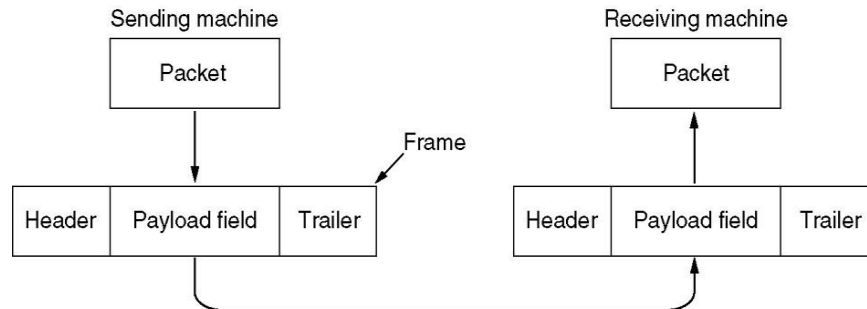 Sending machine
Receiving machine
Packet
Packet
Frame
Header
Payload field
Trailer
Header
Payload field
Trailer